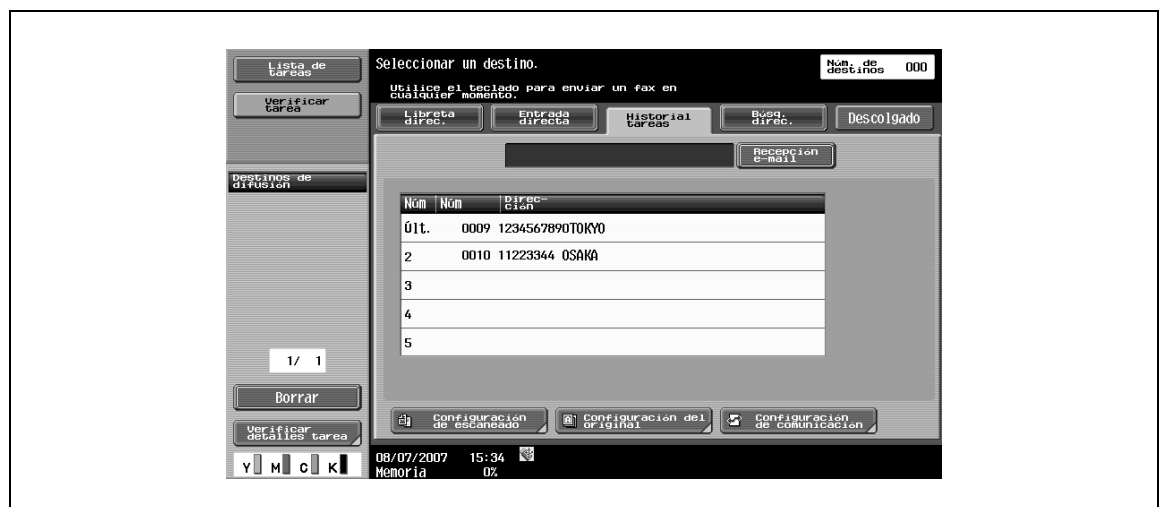 Lista de
tareas
Verificar
tarea
Destinos de
difusión
1/ 1
Borrar
Verificar
detalles tarea
Y M C K
Seleccionar un destino.
Núm. de
destinos 000
Utilice el teclado para enviar un fax en
cualquier momento.
Libreta
direc.
Entrada
directa
Historial
tareas
Búsq.
direc.
Descolgado
Recepción
e-mail
Núm Núm Direc-
ción
Últ. 0009 1234567890TOKYO
2 0010 11223344 OSAKA
3
4
5
Configuración
de escaneado
Configuración del
original
Configuración
de comunicación
08/07/2007 15:34
Memoria 0%